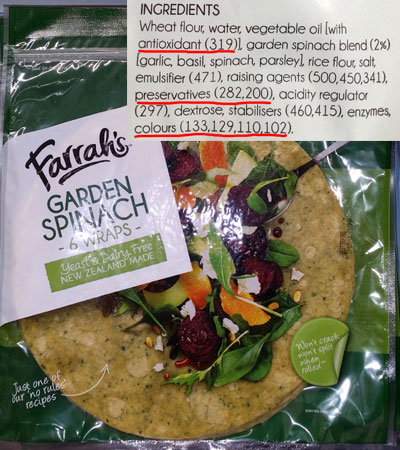 INGREDIENTS
Wheat flour, water, vegetable oil [with
antioxidant (319)], garden spinach blend (2%)
[garlic, basil, spinach, parsley], rice flour, salt,
emulsifier (471), raising agents (500,450,341),
preservatives (282,200), acidity regulator
(297), dextrose, stabilisers (460,415), enzymes,
colours (133,129,110,102).
Farrah's
GARDEN
SPINACH
- 6 WRAPS -
Yeast & Dairy Free
NEW ZEALAND MADE
Won't crack
won't split
when
rolled
Just one of
our 'no rules'
recipes